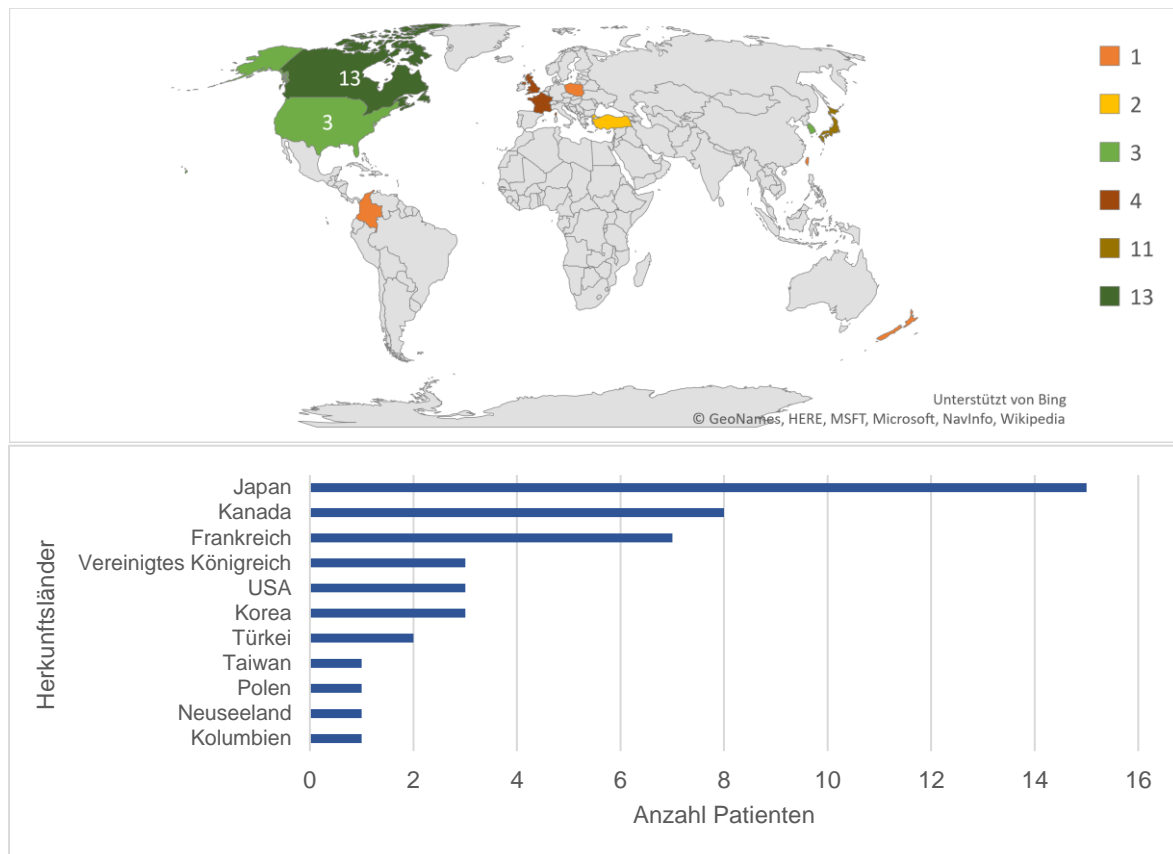 13
3
1
2
3
4
11
13
Unterstützt von Bing
© GeoNames, HERE, MSFT, Microsoft, NavInfo, Wikipedia
Herkunftsländer
Japan
Kanada
Frankreich
Vereinigtes Königreich
USA
Korea
Türkei
Taiwan
Polen
Neuseeland
Kolumbien
0 2 4 6 8 10 12 14 16
Anzahl Patienten